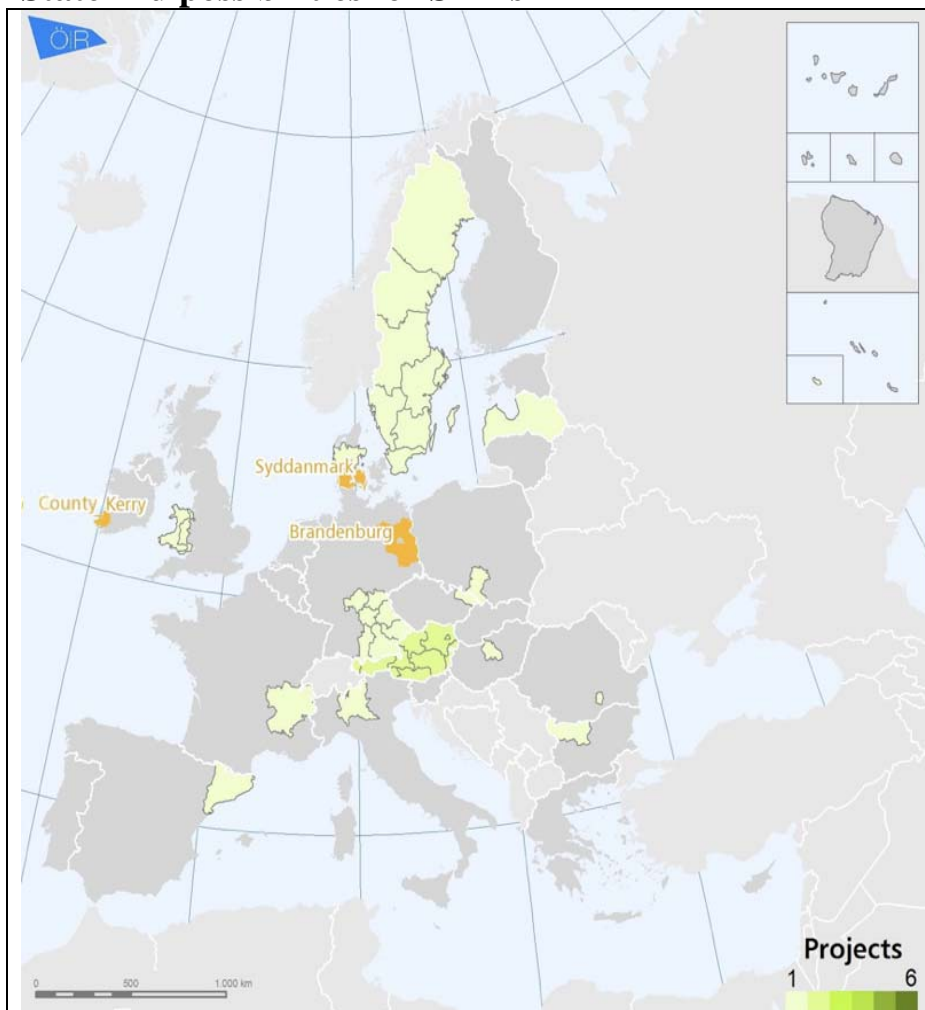 ÖIR
Syddanmark
County Kerry
Brandenburg
Projects
1 6
0 500 1.000 km